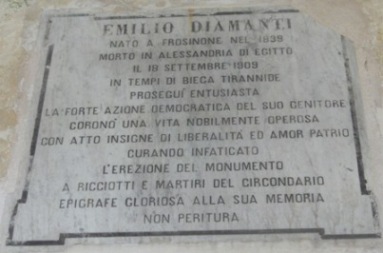 EMILIO DIAMANTI
NATO A FROSINONE NEL 1839
MORTO IN ALESSANDRIA DI EGITTO
IL 18 SETTEMBRE 1909
IN TEMPI DI BIECA TIRANNIDE
PROSEGUÌ ENTUSIASTA
LA FORTE AZIONE DEMOCRATICA DEL SUO GENITORE
CORONÒ UNA VITA NOBILMENTE OPEROSA
CON ATTO INSIGNE DI LIBERALITÀ ED AMOR PATRIO
CURANDO INFATICATO
L'EREZIONE DEL MONUMENTO
A RICCIOTTI E MARTIRI DEL CIRCONDARIO
EPIGRAFE GLORIOSA ALLA SUA MEMORIA
NON PERITURA